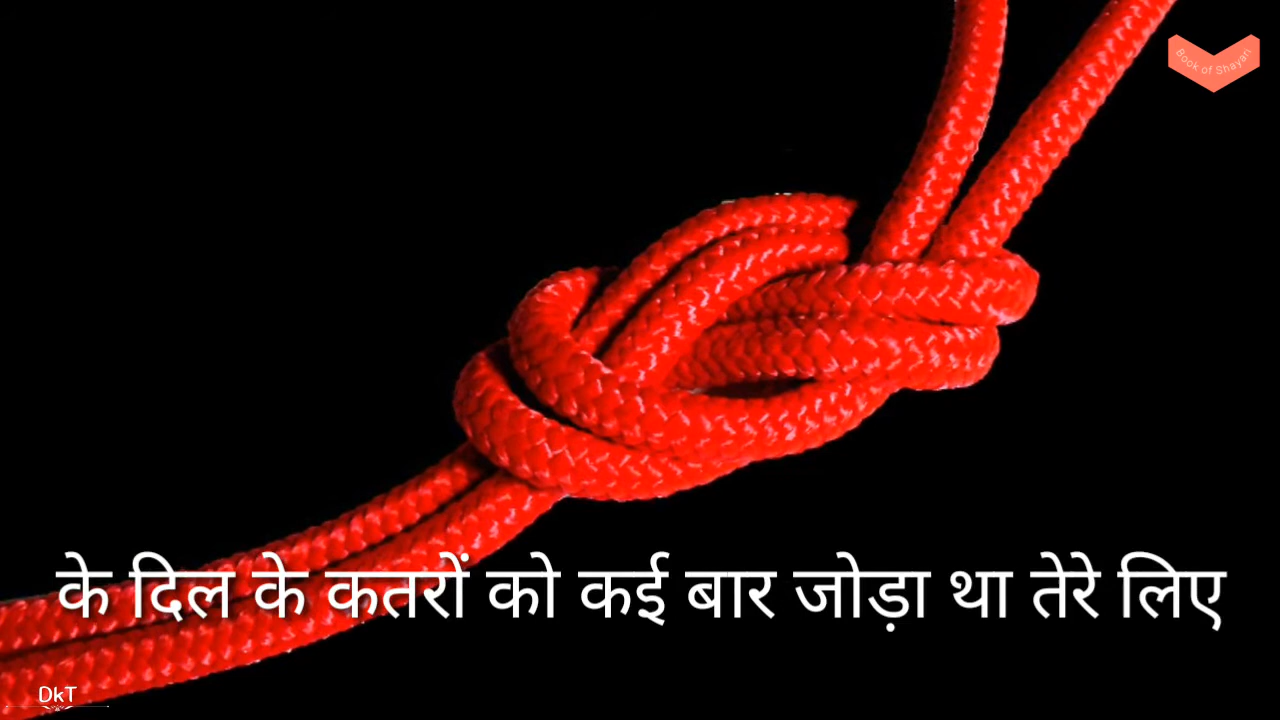 Book of Shayari
के दिल के कतरों को कई बार जोड़ा था तेरे लिए
DkT